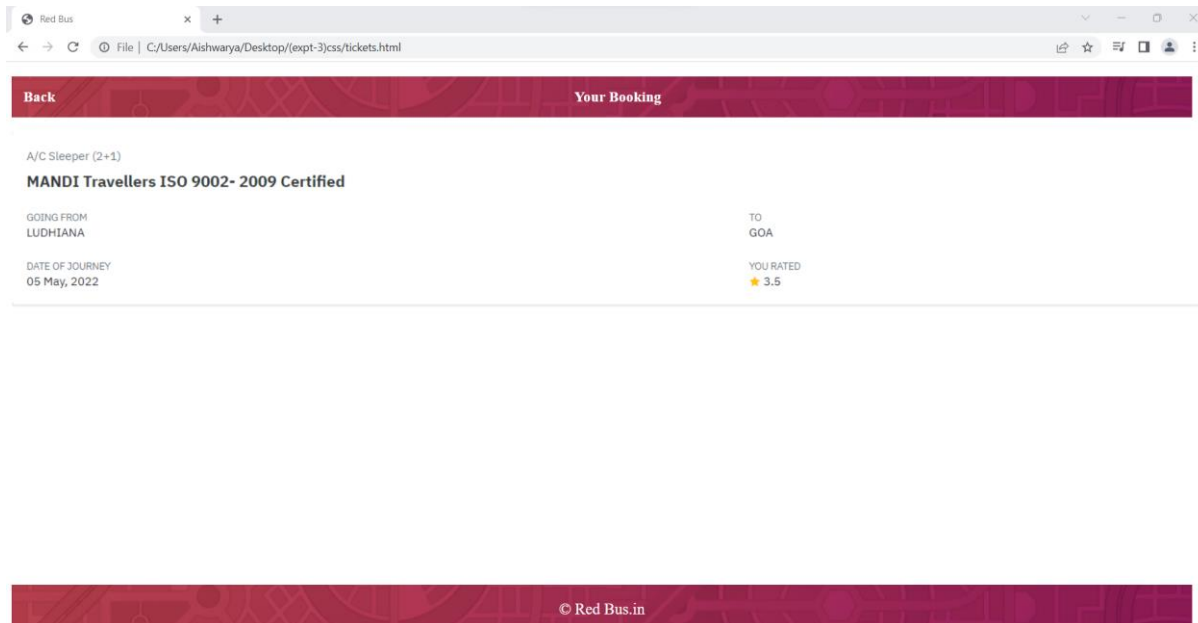 Red Bus
File | C:/Users/Aishwarya/Desktop/(expt-3)css/tickets.html
Back Your Booking
A/C Sleeper (2+1)
MANDI Travellers ISO 9002- 2009 Certified
GOING FROM TO
LUDHIANA GOA
DATE OF JOURNEY YOU RATED
05 May, 2022 3.5
© Red Bus.in